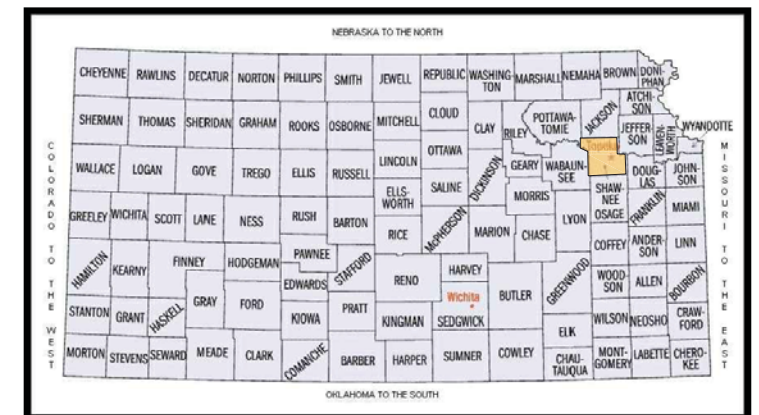 NEBRASKA TO THE NORTH
CHEYENNE RAWLINS DECATUR NORTON PHILLIPS SMITH JEWELL REPUBLIC WASHING-
TON MARSHALL NEMAHA BROWN DONI-
PHAN
SHERMAN THOMAS SHERIDAN GRAHAM ROOKS OSBORNE MITCHELL CLOUD CLAY RILEY POTTAWA-
TOMIE JACKSON ATCHI-
SON
JEFFER-
SON LEAVEN-
WORTH WYANDOTTE
WALLACE LOGAN GOVE TREGO ELLIS RUSSELL LINCOLN OTTAWA
SALINE DICKINSON GEARY WABAUN-
SEE Topeka
SHAW-
NEE DOUG-
LAS JOHN-
SON
GREELEY WICHITA SCOTT LANE NESS RUSH BARTON ELLS-
WORTH
RICE McPHERSON MARION MORRIS
CHASE LYON OSAGE FRANKLIN MIAMI
HAMILTON KEARNY FINNEY HODGEMAN PAWNEE STAFFORD RENO HARVEY BUTLER GREENWOOD COFFEY ANDER-
SON LINN
GRAY FORD EDWARDS PRATT Wichita
SEDGWICK WOOD-
SON ALLEN BOURBON
STANTON GRANT HASKELL KIOWA KINGMAN ELK WILSON NEOSHO CRAW-
FORD
MORTON STEVENS SEWARD MEADE CLARK COMANCHE BARBER HARPER SUMNER COWLEY CHAU-
TAUQUA MONT-
GOMERY LABETTE CHERO-
KEE
COLORADO TO THE WEST
MISSOURI TO THE EAST
OKLAHOMA TO THE SOUTH